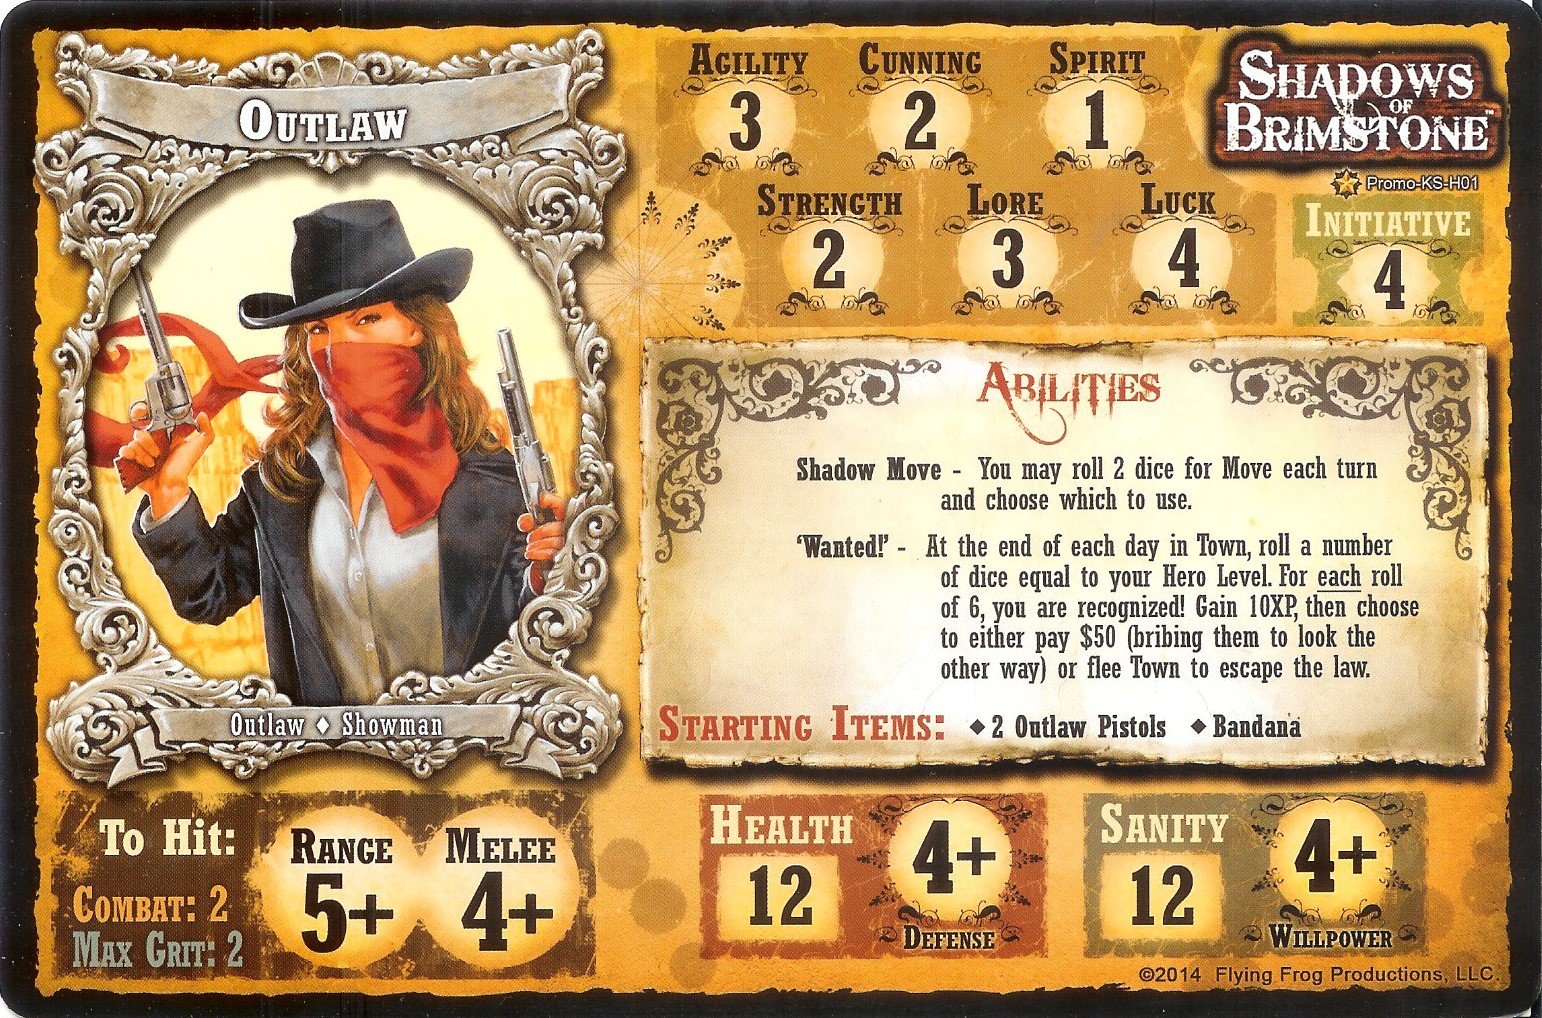 Outlaw
Agility
3
Cunning
2
Spirit
1
Shadows
of
Brimstone™
Promo-KS-H01
Strength
2
Lore
3
Luck
4
Initiative
4
Abilities
Shadow Move - You may roll 2 dice for Move each turn
and choose which to use.
'Wanted!' - At the end of each day in Town, roll a number
of dice equal to your Hero Level. For each roll
of 6, you are recognized! Gain 10XP, then choose
to either pay $50 (bribing them to look the
other way) or flee Town to escape the law.
Starting Items: ◆ 2 Outlaw Pistols ◆ Bandana
Outlaw ◆ Showman
To Hit:
Range
5+
Melee
4+
Combat: 2
Max Grit: 2
Health
12
4+
Defense
Sanity
12
4+
Willpower
©2014 Flying Frog Productions, LLC.